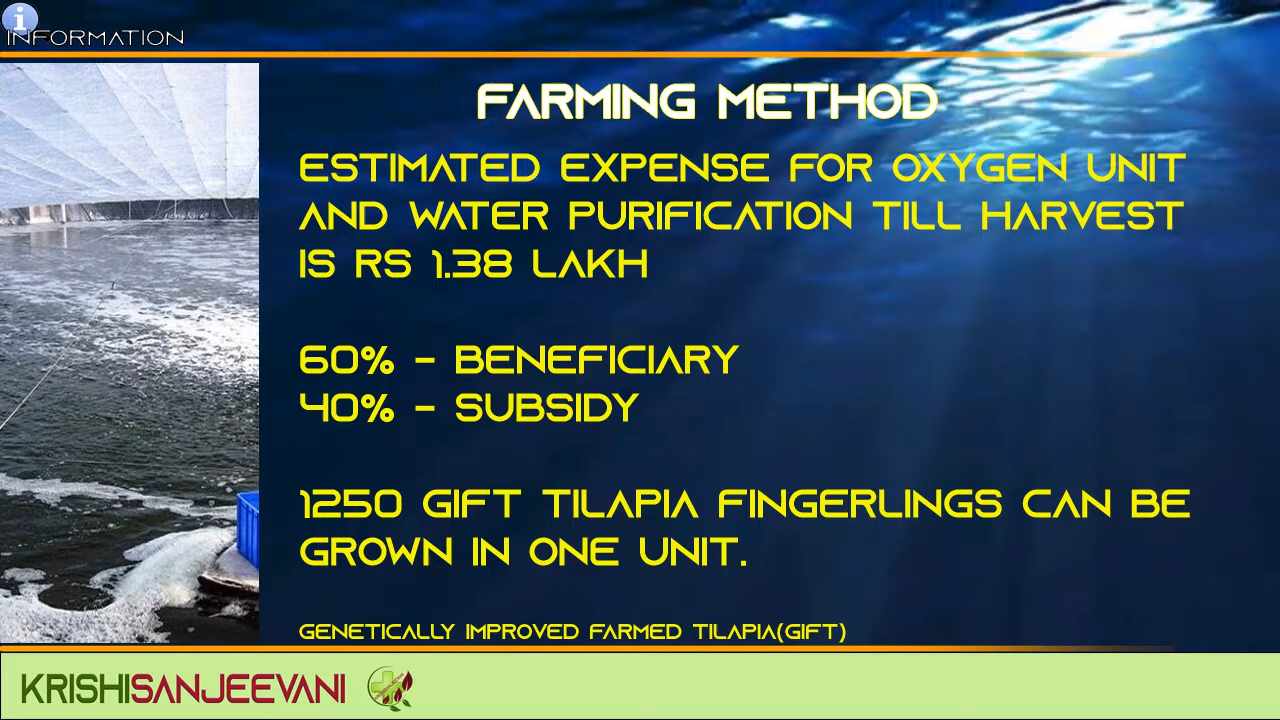 INFORMATION
FARMING METHOD
ESTIMATED EXPENSE FOR OXYGEN UNIT
AND WATER PURIFICATION TILL HARVEST
IS RS 1.38 LAKH
60% - BENEFICIARY
40% - SUBSIDY
1250 GIFT TILAPIA FINGERLINGS CAN BE
GROWN IN ONE UNIT.
GENETICALLY IMPROVED FARMED TILAPIA(GIFT)
KRISHISANJEEVANI